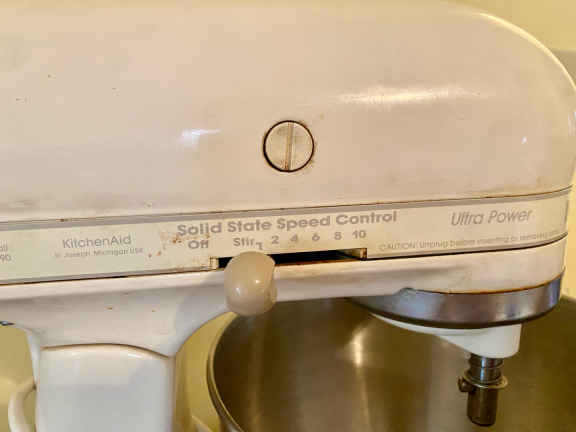 Solid State Speed Control
Ultra Power
KitchenAid
Off Stir 2 4 6 8 10
St Joseph Michigan USA
CAUTION! Unplug before inserting or removing
90